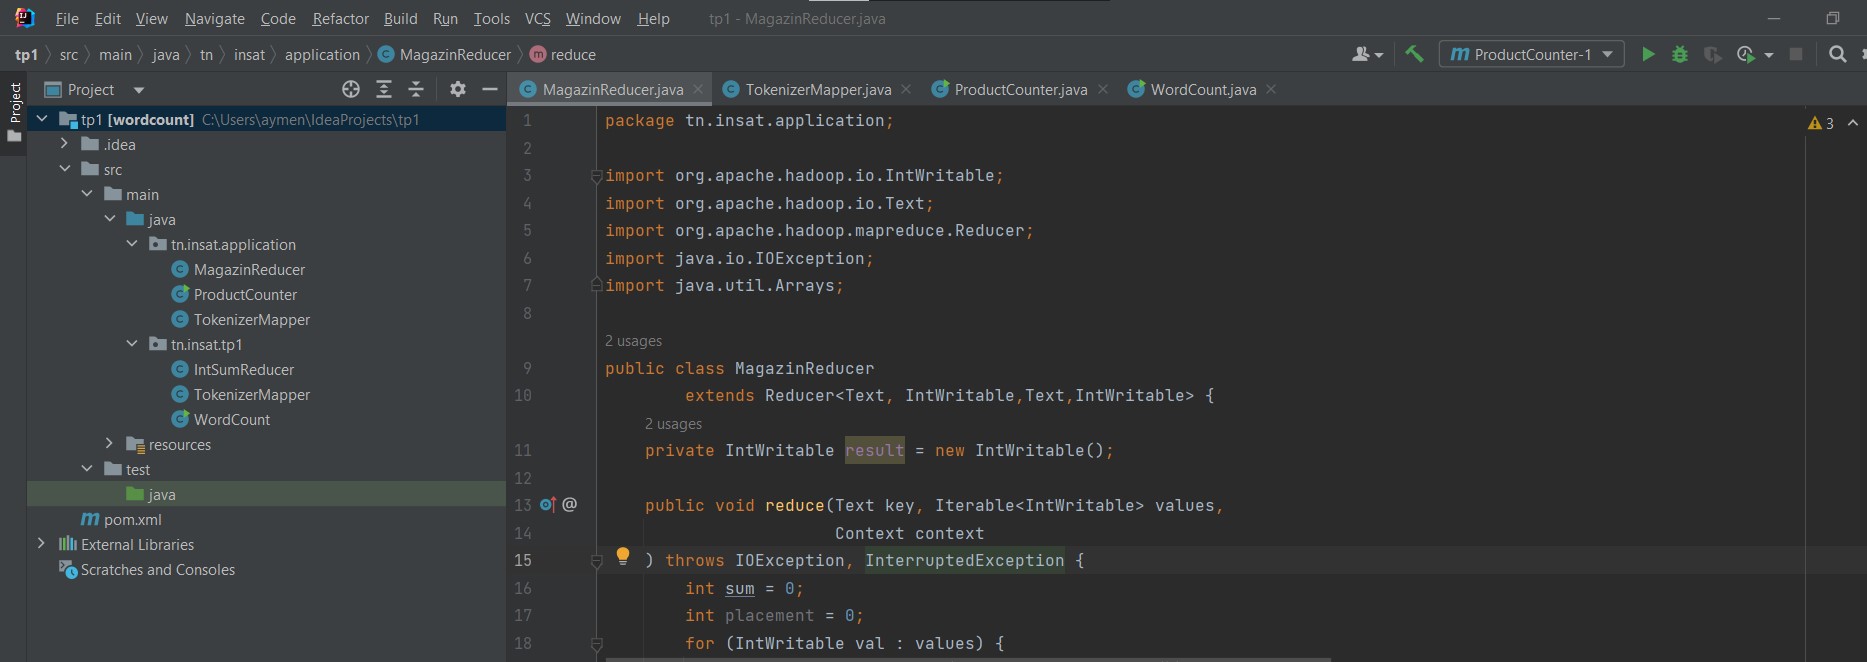 File Edit View Navigate Code Refactor Build Run Tools VCS Window Help tp1 - MagazinReducer.java
tp1 src main java tn insat application MagazinReducer reduce
ProductCounter-1
Project
Project
MagazinReducer.java TokenizerMapper.java ProductCounter.java WordCount.java
tp1 [wordcount] C:\Users\aymen\IdeaProjects\tp1
.idea
src
main
java
tn.insat.application
MagazinReducer
ProductCounter
TokenizerMapper
tn.insat.tp1
IntSumReducer
TokenizerMapper
WordCount
resources
test
java
pom.xml
External Libraries
Scratches and Consoles
3
1 package tn.insat.application;
2
3 import org.apache.hadoop.io.IntWritable;
4 import org.apache.hadoop.io.Text;
5 import org.apache.hadoop.mapreduce.Reducer;
6 import java.io.IOException;
7 import java.util.Arrays;
8
2 usages
9 public class MagazinReducer
10 extends Reducer<Text, IntWritable,Text,IntWritable> {
2 usages
11 private IntWritable result = new IntWritable();
12
13 @ public void reduce(Text key, Iterable<IntWritable> values,
14 Context context
15 ) throws IOException, InterruptedException {
16 int sum = 0;
17 int placement = 0;
18 for (IntWritable val : values) {